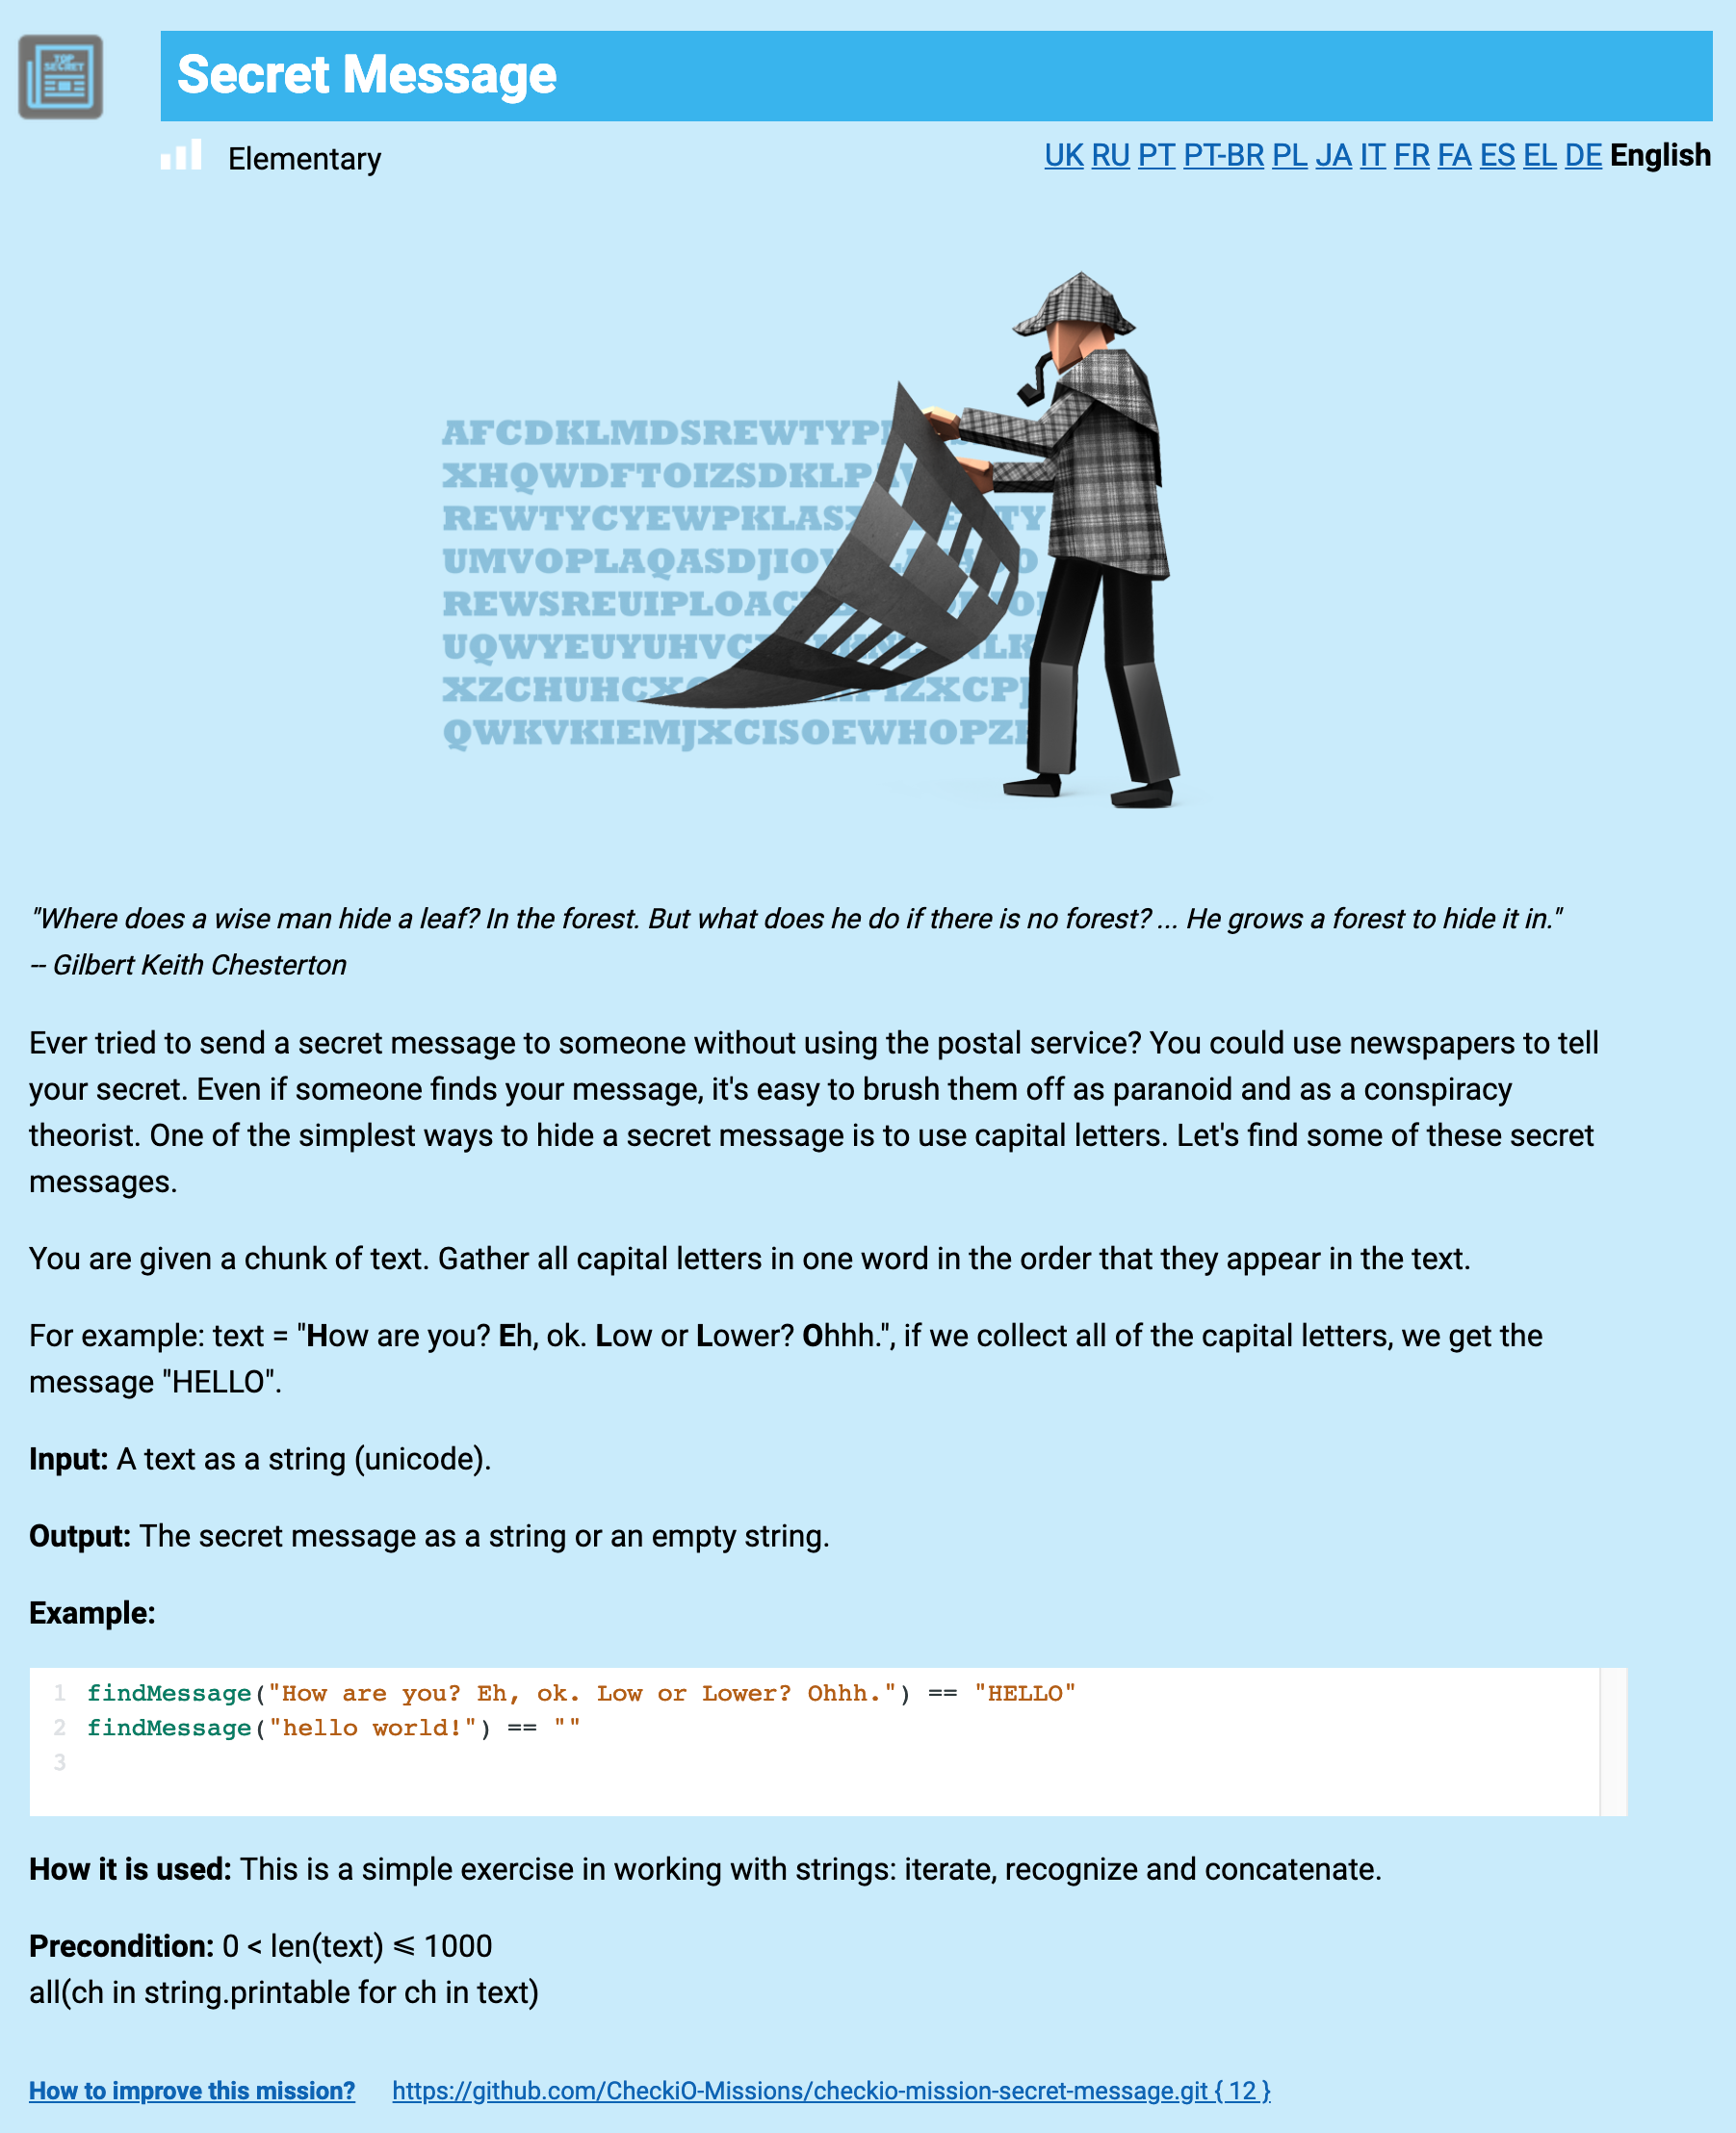 TOP
SECRET
Secret Message
Elementary
UK RU PT PT-BR PL JA IT FR FA ES EL DE English
AFCDKLMDSREWTYP
XHQWDFTOIZSDKLP
REWTYCYEWPKLAS TY
UMVOPLAQASDJIO
REWSREUIPLOAC
UQWYEUYUHVC
XZCHUHCX IZXCP
QWKVKIEMJXCISOEWHOPZ
"Where does a wise man hide a leaf? In the forest. But what does he do if there is no forest? ... He grows a forest to hide it in."
-- Gilbert Keith Chesterton
Ever tried to send a secret message to someone without using the postal service? You could use newspapers to tell
your secret. Even if someone finds your message, it's easy to brush them off as paranoid and as a conspiracy
theorist. One of the simplest ways to hide a secret message is to use capital letters. Let's find some of these secret
messages.
You are given a chunk of text. Gather all capital letters in one word in the order that they appear in the text.
For example: text = "How are you? Eh, ok. Low or Lower? Ohhh.", if we collect all of the capital letters, we get the
message "HELLO".
Input: A text as a string (unicode).
Output: The secret message as a string or an empty string.
Example:
1 findMessage("How are you? Eh, ok. Low or Lower? Ohhh.") == "HELLO"
2 findMessage("hello world!") == ""
3
How it is used: This is a simple exercise in working with strings: iterate, recognize and concatenate.
Precondition: 0 < len(text) ⩽ 1000
all(ch in string.printable for ch in text)
How to improve this mission? https://github.com/CheckiO-Missions/checkio-mission-secret-message.git { 12 }